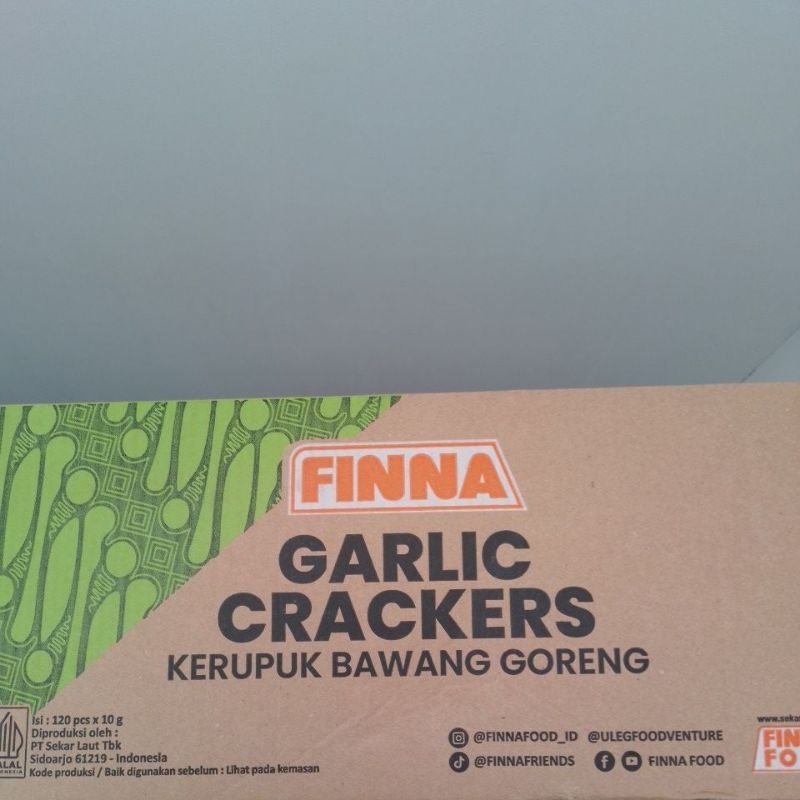 FINNA
GARLIC
CRACKERS
KERUPUK BAWANG GORENG
Isi : 120 pcs x 10 g
Diproduksi oleh :
PT Sekar Laut Tbk
Sidoarjo 61219 - Indonesia
Kode produksi / Baik digunakan sebelum : Lihat pada kemasan
@FINNAFOOD_ID @ULEGFOODVENTURE
@FINNAFRIENDS FINNA FOOD